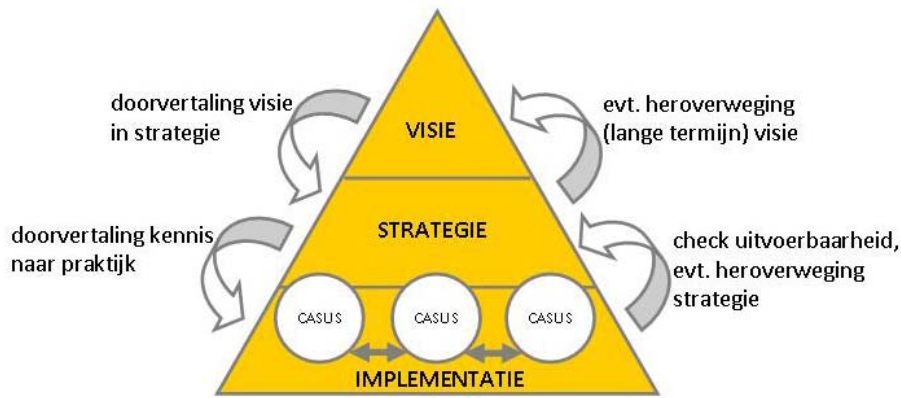 doorvertaling visie
in strategie
VISIE
evt. heroverweging
(lange termijn) visie
doorvertaling kennis
naar praktijk
STRATEGIE
check uitvoerbaarheid,
evt. heroverweging
strategie
CASUS
CASUS
CASUS
IMPLEMENTATIE